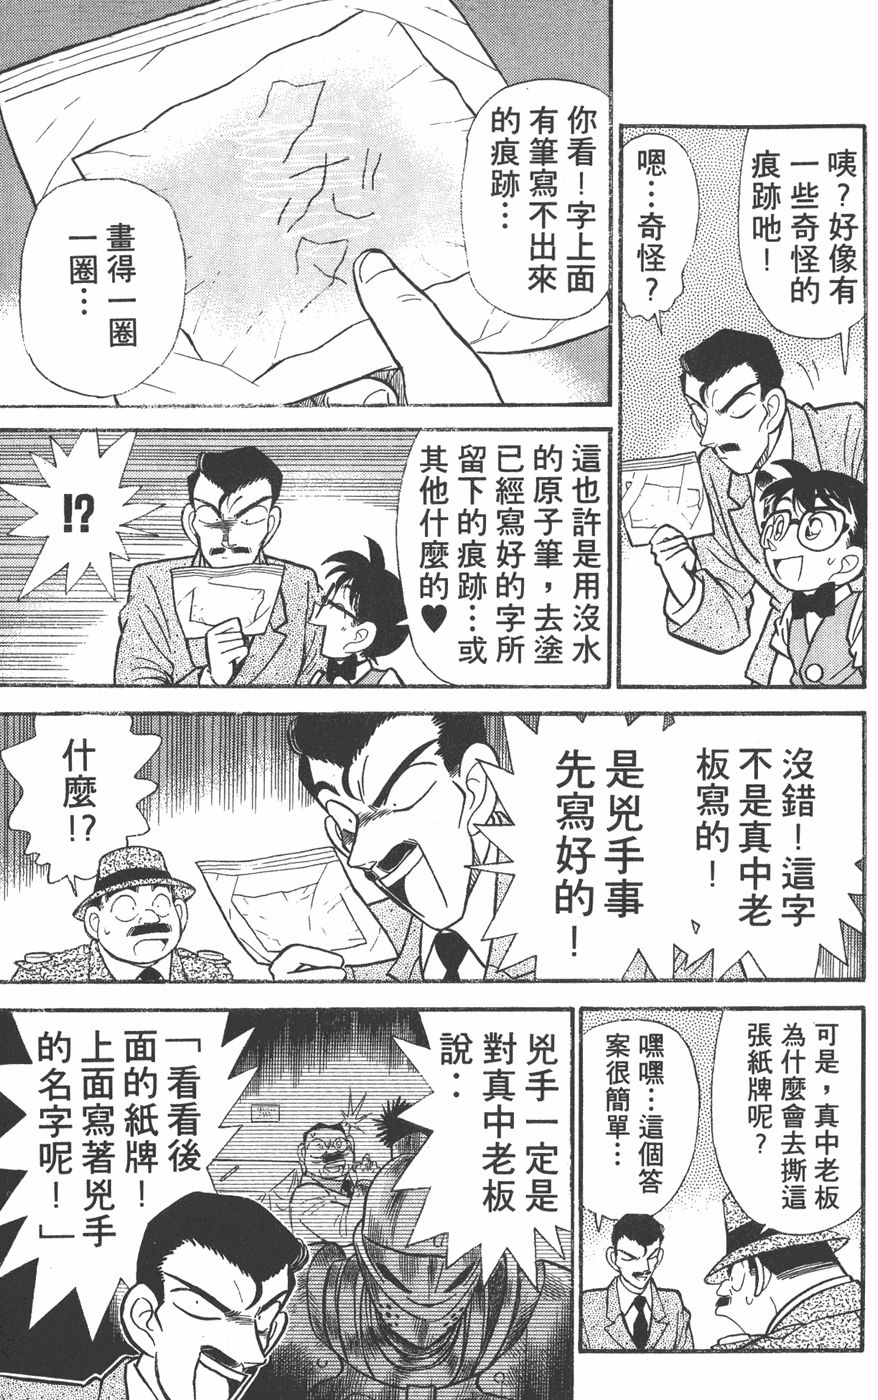 咦？好像有
一些奇怪的
痕跡吔！
嗯…奇怪？
你看！字上面
有筆寫不出來
的痕跡…
畫得一圈
一圈…
這也許是用沒水
的原子筆，去塗
已經寫好的字所
留下的痕跡…或
其他什麼的♥
!?
沒錯！這字
不是真中老
板寫的！
是兇手事
先寫好的！
什麼!?
可是，真中老板
為什麼會去撕這
張紙牌呢？
嘿嘿…這個答
案很簡單…
兇手一定是
對真中老板
說：
「看看後
面的紙牌！
上面寫著兇手
的名字呢！」